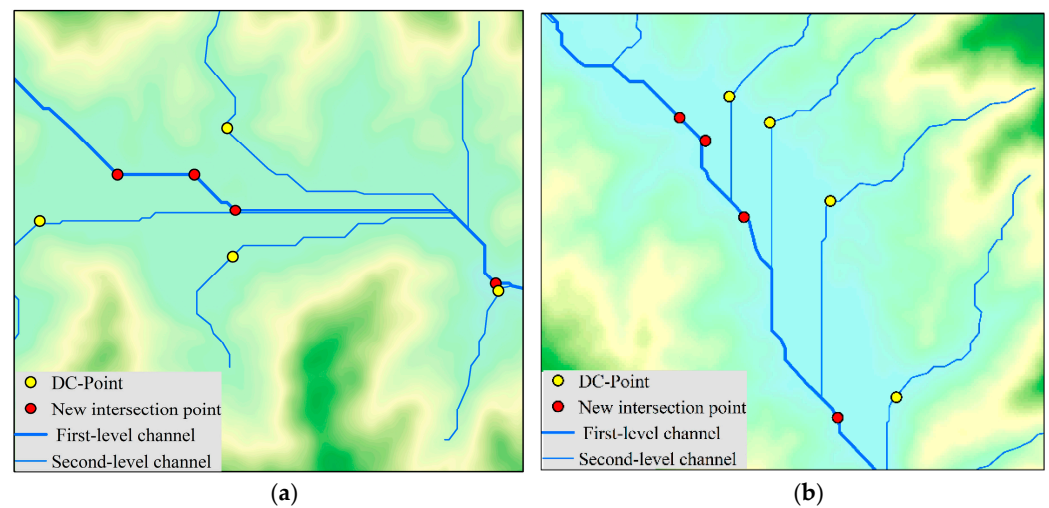 DC-Point
New intersection point
First-level channel
Second-level channel
(a)
DC-Point
New intersection point
First-level channel
Second-level channel
(b)